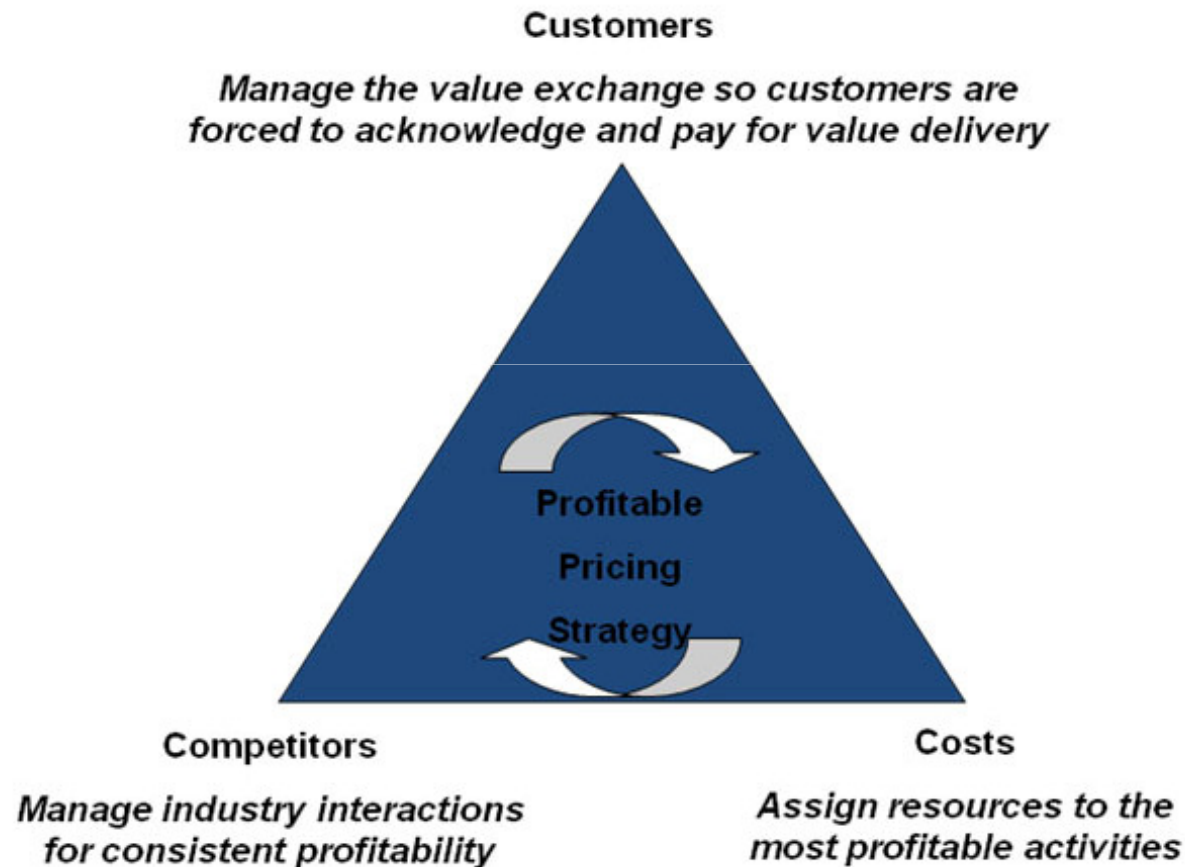 Customers
Manage the value exchange so customers are
forced to acknowledge and pay for value delivery
Profitable
Pricing
Strategy
Competitors
Manage industry interactions
for consistent profitability
Costs
Assign resources to the
most profitable activities